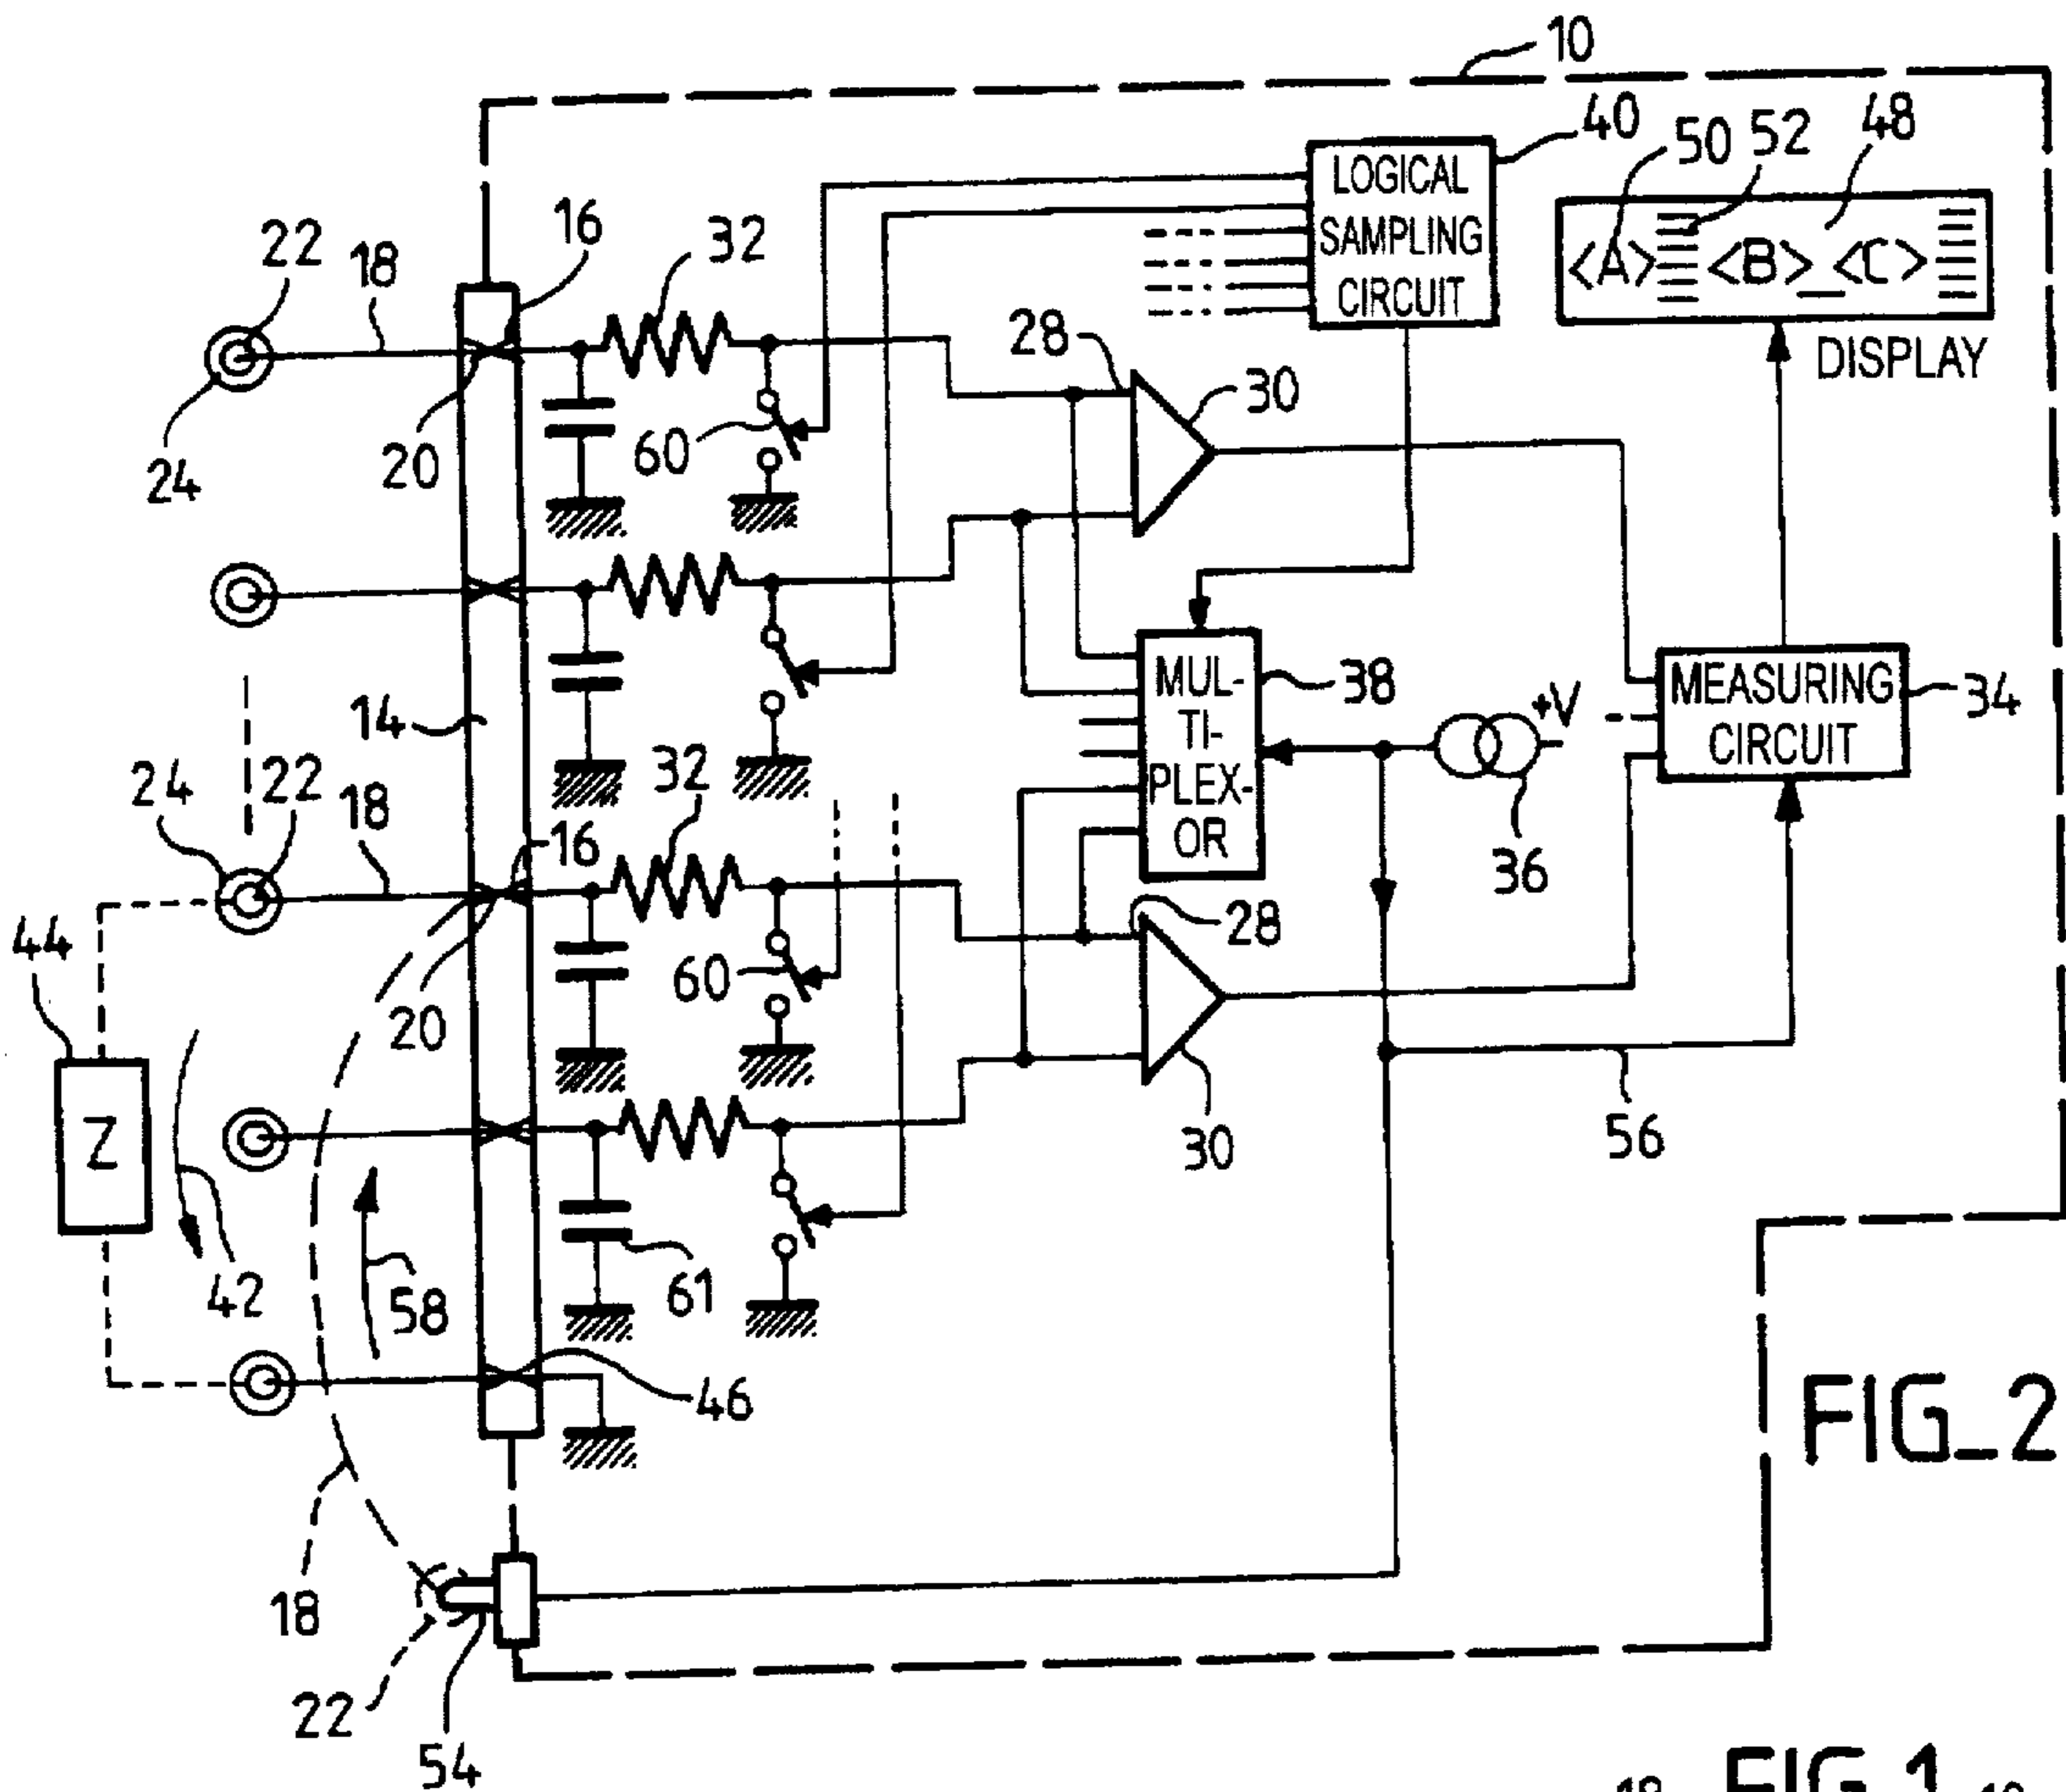 10
40
50 52 48
LOGICAL
SAMPLING
CIRCUIT
<A> <B> <C>
DISPLAY
22
18
16
32
28
30
24
20
60
14
MUL-
TI-
PLEX-
OR
38
+V
36
MEASURING
CIRCUIT
34
24
22
18
32
16
28
44
20
60
30
56
Z
42
58
61
46
FIG_2
18
22
54
FIG_1